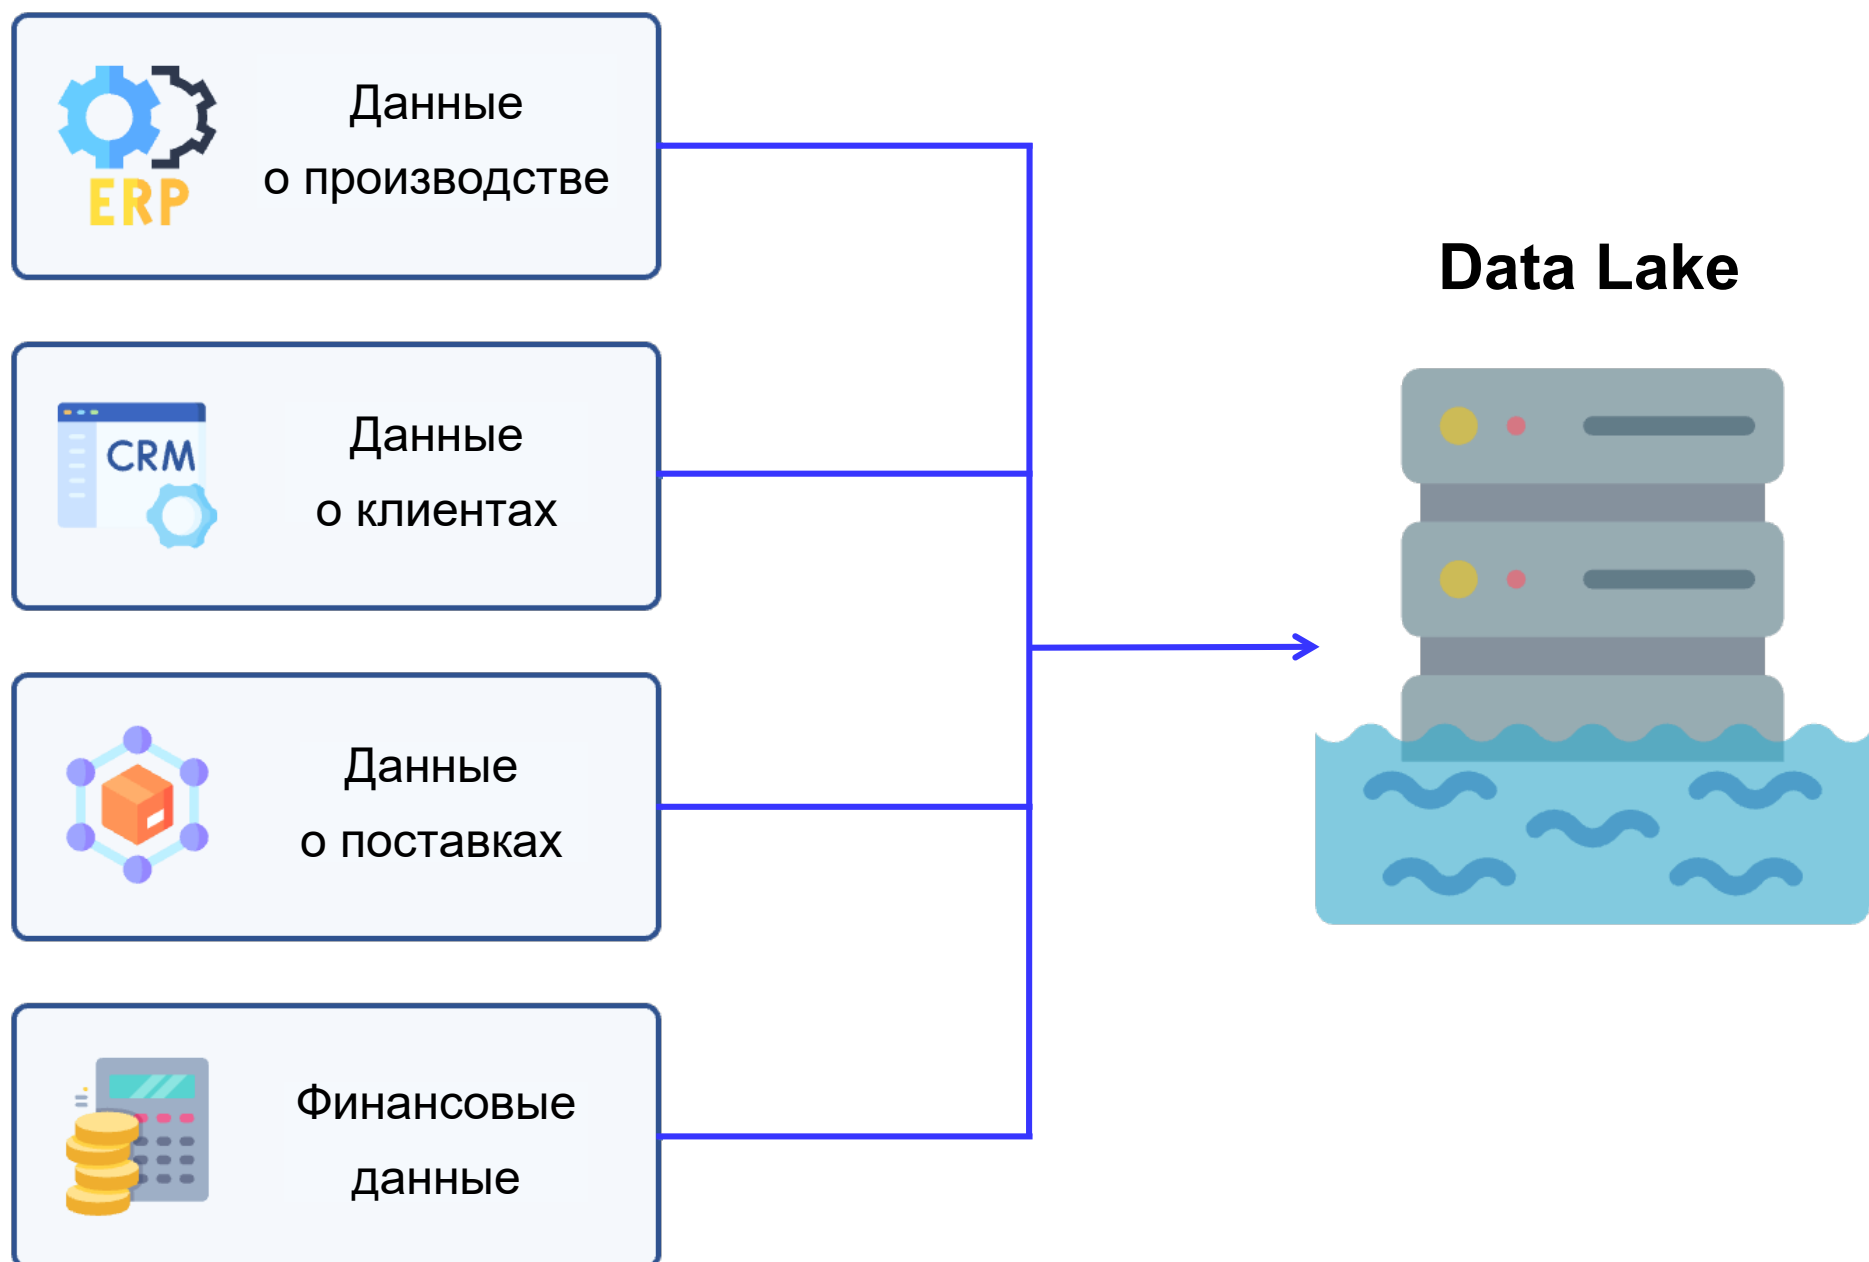 ERP
Данные
о производстве
CRM
Данные
о клиентах
Данные
о поставках
Финансовые
данные
Data Lake